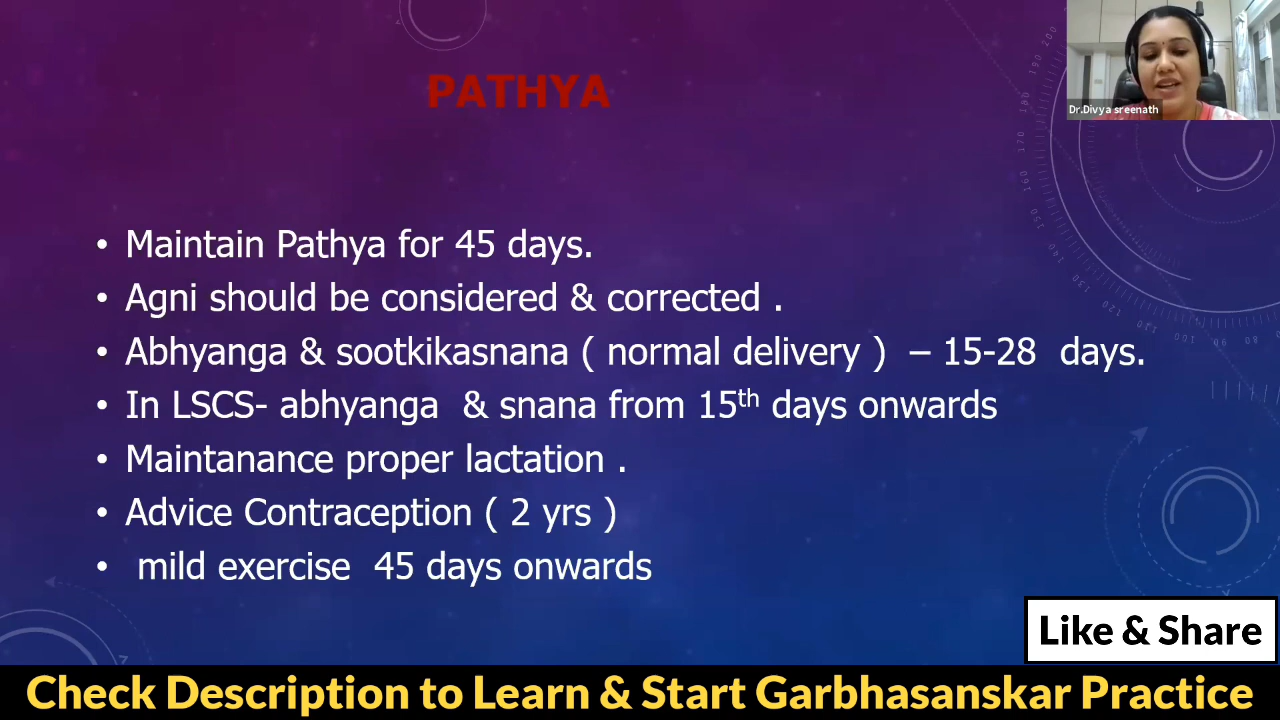 PATHYA
Dr.Divya sreenath
• Maintain Pathya for 45 days.
• Agni should be considered & corrected .
• Abhyanga & sootkikasnana ( normal delivery ) – 15-28 days.
• In LSCS- abhyanga & snana from 15th days onwards
• Maintanance proper lactation .
• Advice Contraception ( 2 yrs )
• mild exercise 45 days onwards
Like & Share
Check Description to Learn & Start Garbhasanskar Practice